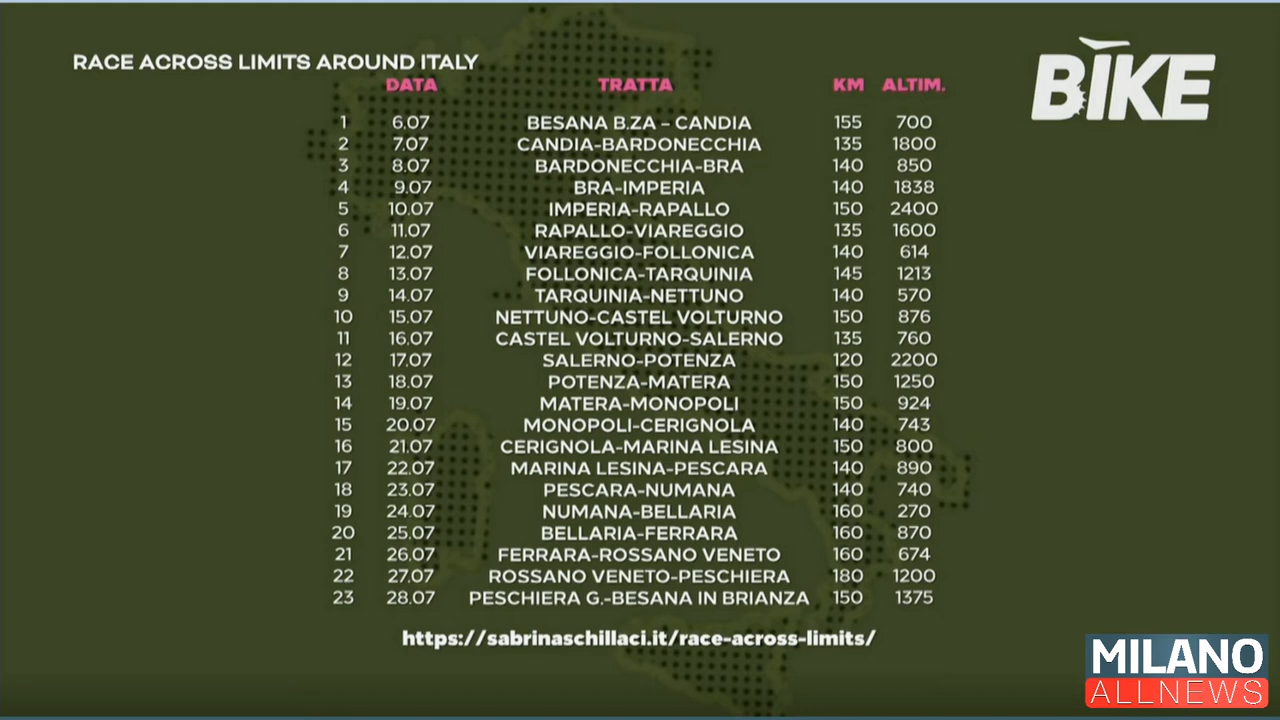 RACE ACROSS LIMITS AROUND ITALY
BIKE
DATA TRATTA KM ALTIM.
1 6.07 BESANA B.ZA – CANDIA 155 700
2 7.07 CANDIA-BARDONECCHIA 135 1800
3 8.07 BARDONECCHIA-BRA 140 850
4 9.07 BRA-IMPERIA 140 1838
5 10.07 IMPERIA-RAPALLO 150 2400
6 11.07 RAPALLO-VIAREGGIO 135 1600
7 12.07 VIAREGGIO-FOLLONICA 140 614
8 13.07 FOLLONICA-TARQUINIA 145 1213
9 14.07 TARQUINIA-NETTUNO 140 570
10 15.07 NETTUNO-CASTEL VOLTURNO 150 876
11 16.07 CASTEL VOLTURNO-SALERNO 135 760
12 17.07 SALERNO-POTENZA 120 2200
13 18.07 POTENZA-MATERA 150 1250
14 19.07 MATERA-MONOPOLI 150 924
15 20.07 MONOPOLI-CERIGNOLA 140 743
16 21.07 CERIGNOLA-MARINA LESINA 150 800
17 22.07 MARINA LESINA-PESCARA 140 890
18 23.07 PESCARA-NUMANA 140 740
19 24.07 NUMANA-BELLARIA 160 270
20 25.07 BELLARIA-FERRARA 160 870
21 26.07 FERRARA-ROSSANO VENETO 160 674
22 27.07 ROSSANO VENETO-PESCHIERA 180 1200
23 28.07 PESCHIERA G.-BESANA IN BRIANZA 150 1375
https://sabrinaschillaci.it/race-across-limits/
MILANO
ALLNEWS